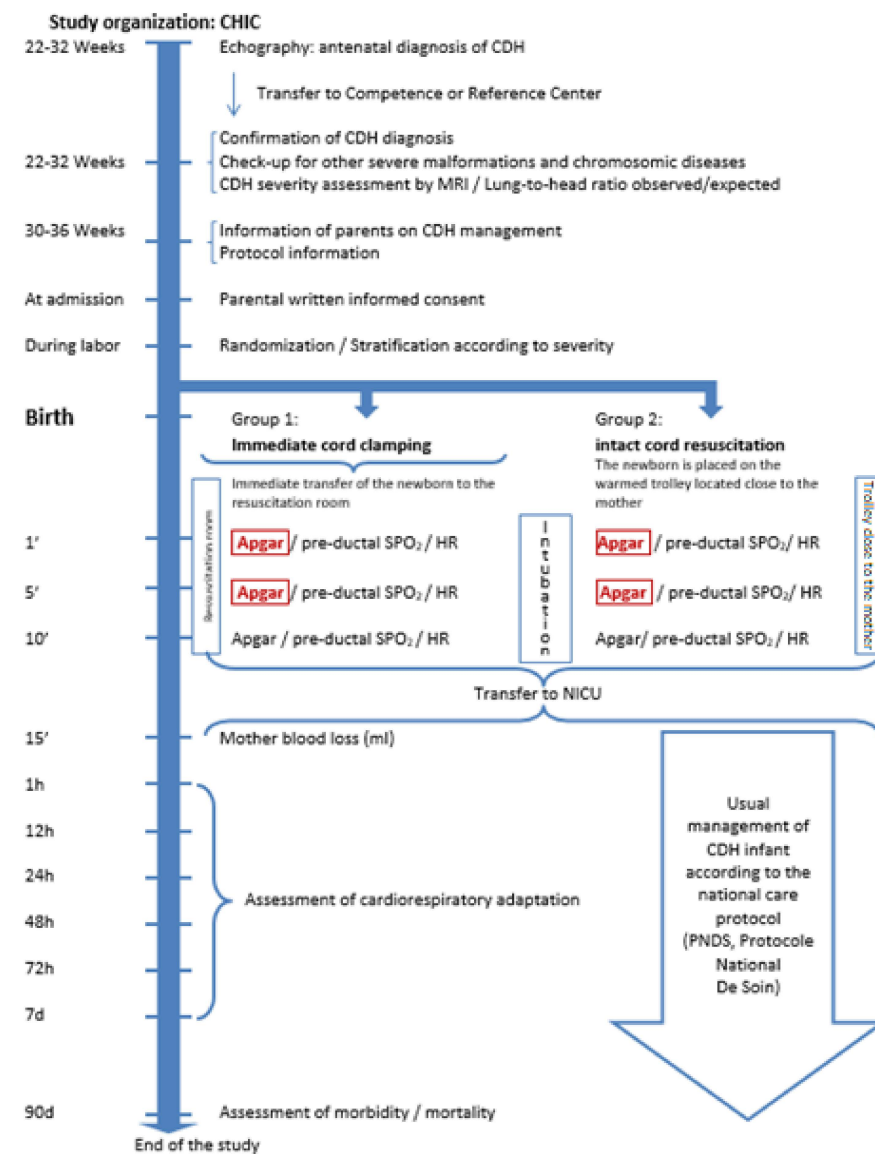 Study organization: CHIC
22-32 Weeks
Echography: antenatal diagnosis of CDH
Transfer to Competence or Reference Center
Confirmation of CDH diagnosis
22-32 Weeks
Check-up for other severe malformations and chromosomic diseases
CDH severity assessment by MRI / Lung-to-head ratio observed/expected
30-36 Weeks
Information of parents on CDH management
Protocol information
At admission
Parental written informed consent
During labor
Randomization / Stratification according to severity
Birth
Group 1:
Immediate cord clamping
Immediate transfer of the newborn to the
resuscitation room
Group 2:
intact cord resuscitation
The newborn is placed on the
warmed trolley located close to the
mother
Resuscitation room
Intubation
Trolley close to the mother
1'
Apgar / pre-ductal SPO₂ / HR
Apgar / pre-ductal SPO₂/ HR
5'
Apgar / pre-ductal SPO₂ / HR
Apgar / pre-ductal SPO₂/ HR
10'
Apgar / pre-ductal SPO₂ / HR
Apgar/ pre-ductal SPO₂ / HR
Transfer to NICU
15'
Mother blood loss (ml)
1h
12h
24h
48h
72h
7d
Assessment of cardiorespiratory adaptation
Usual
management of
CDH infant
according to the
national care
protocol
(PNDS, Protocole
National
De Soin)
90d
Assessment of morbidity / mortality
End of the study